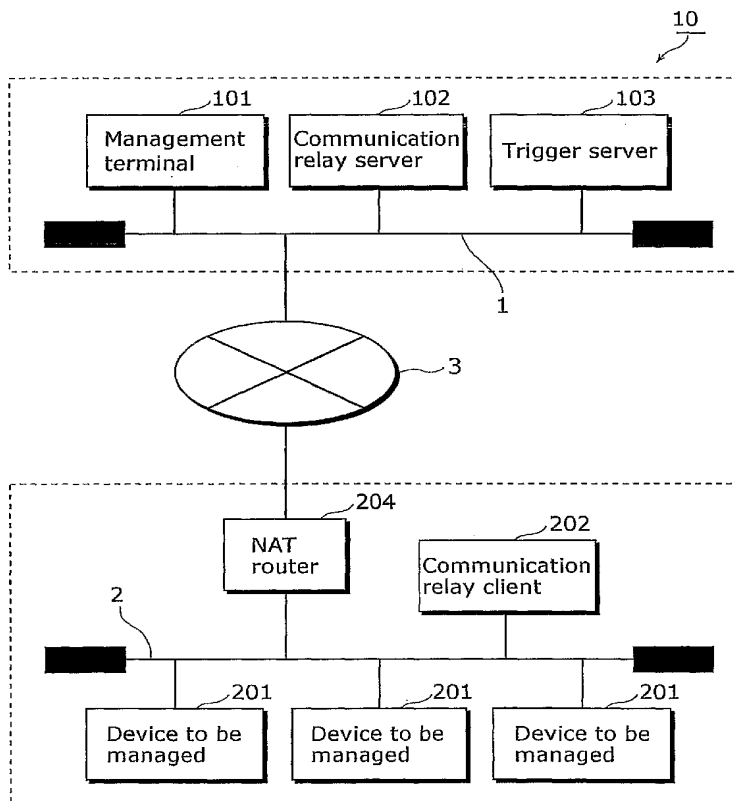 10
101
102
103
Management
terminal
Communication
relay server
Trigger server
1
3
204
NAT
router
202
Communication
relay client
2
201
201
201
Device to be
managed
Device to be
managed
Device to be
managed